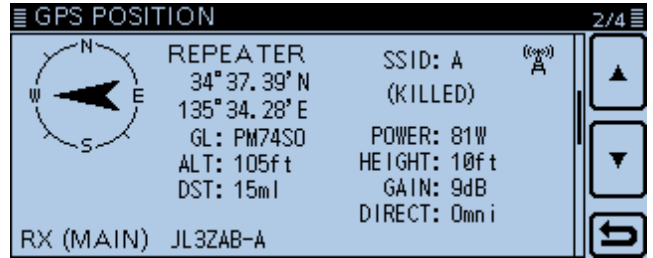 GPS POSITION 2/4
N
W E
S
REPEATER
34°37.39'N
135°34.28'E
GL: PM74SO
ALT: 105ft
DST: 15ml
SSID: A
(KILLED)
POWER: 81W
HEIGHT: 10ft
GAIN: 9dB
DIRECT: Omni
RX (MAIN) JL3ZAB-A